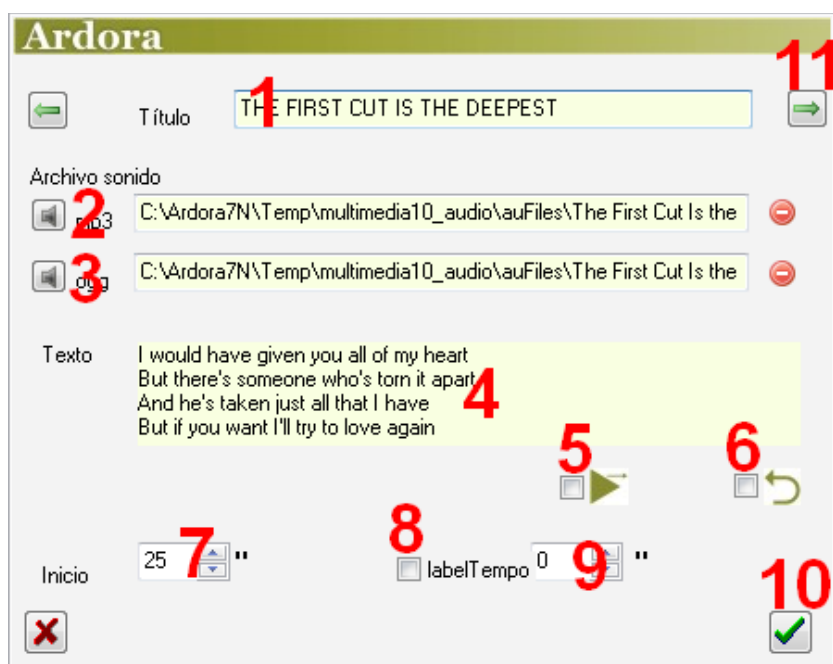 Ardora
11
1
Título THE FIRST CUT IS THE DEEPEST
Archivo sonido
2
mp3 C:\Ardora7N\Temp\multimedia10_audio\auFiles\The First Cut Is the
3
ogg C:\Ardora7N\Temp\multimedia10_audio\auFiles\The First Cut Is the
Texto I would have given you all of my heart
But there's someone who's torn it apart
And he's taken just all that I have
But if you want I'll try to love again
4
5 6
7 8 9
Inicio 25 " labelTempo 0 "
10